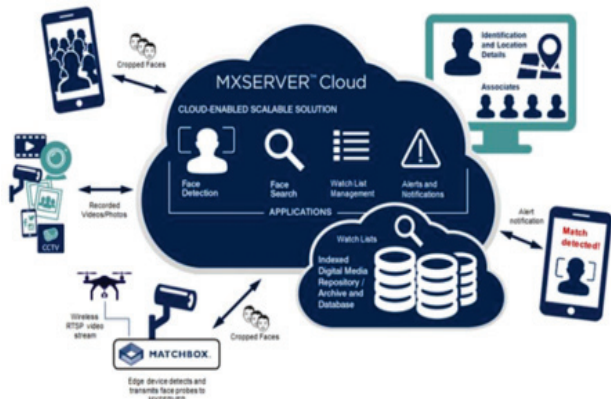 Cropped Faces
MXSERVER™ Cloud
CLOUD-ENABLED SCALABLE SOLUTION
Face
Detection
Face
Search
Watch List
Management
Alerts and
Notifications
APPLICATIONS
Identification
and Location
Details
Associates
Recorded
Videos/Photos
CCTV
Watch Lists
Indexed
Digital Media
Repository /
Archive and
Database
Alert
notification
Match
detected!
Wireless
RTSP video
stream
MATCHBOX.
Cropped Faces
Edge device detects and
transmits face probes to
MXSERVER